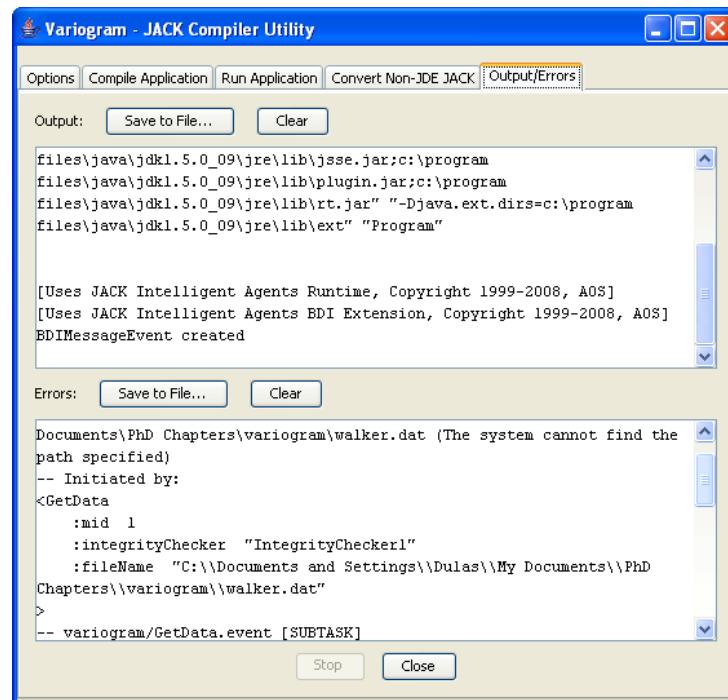 Variogram - JACK Compiler Utility
Options Compile Application Run Application Convert Non-JDE JACK Output/Errors
Output: Save to File... Clear
files\java\jdk1.5.0_09\jre\lib\jsse.jar;c:\program
files\java\jdk1.5.0_09\jre\lib\plugin.jar;c:\program
files\java\jdk1.5.0_09\jre\lib\rt.jar" "-Djava.ext.dirs=c:\program
files\java\jdk1.5.0_09\jre\lib\ext" "Program"
[Uses JACK Intelligent Agents Runtime, Copyright 1999-2008, AOS]
[Uses JACK Intelligent Agents BDI Extension, Copyright 1999-2008, AOS]
BDIMessageEvent created
Errors: Save to File... Clear
Documents\PhD Chapters\variogram\walker.dat (The system cannot find the
path specified)
-- Initiated by:
<GetData
:mid 1
:integrityChecker "IntegrityChecker1"
:fileName "C:\\Documents and Settings\\Dulas\\My Documents\\PhD
Chapters\\variogram\\walker.dat"
>
-- variogram/GetData.event [SUBTASK]
Stop Close